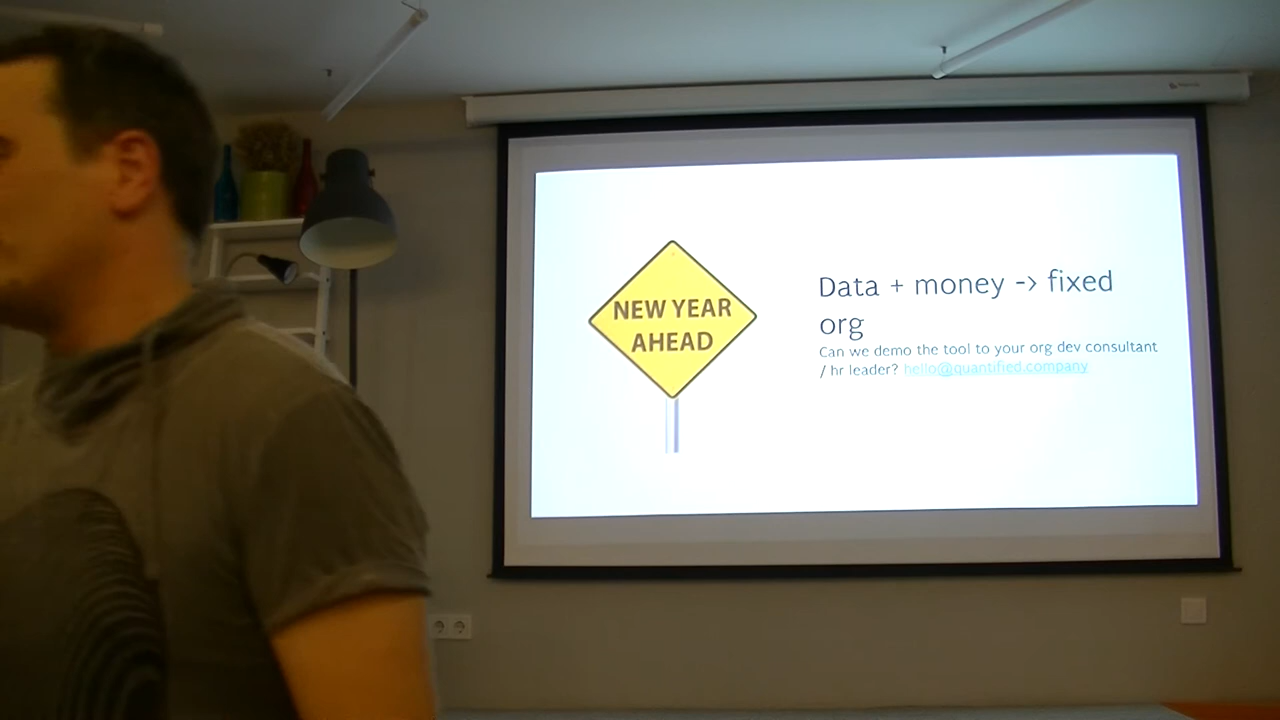 NEW YEAR
AHEAD
Data + money -> fixed
org
Can we demo the tool to your org dev consultant
/ hr leader? hello@quantified.company